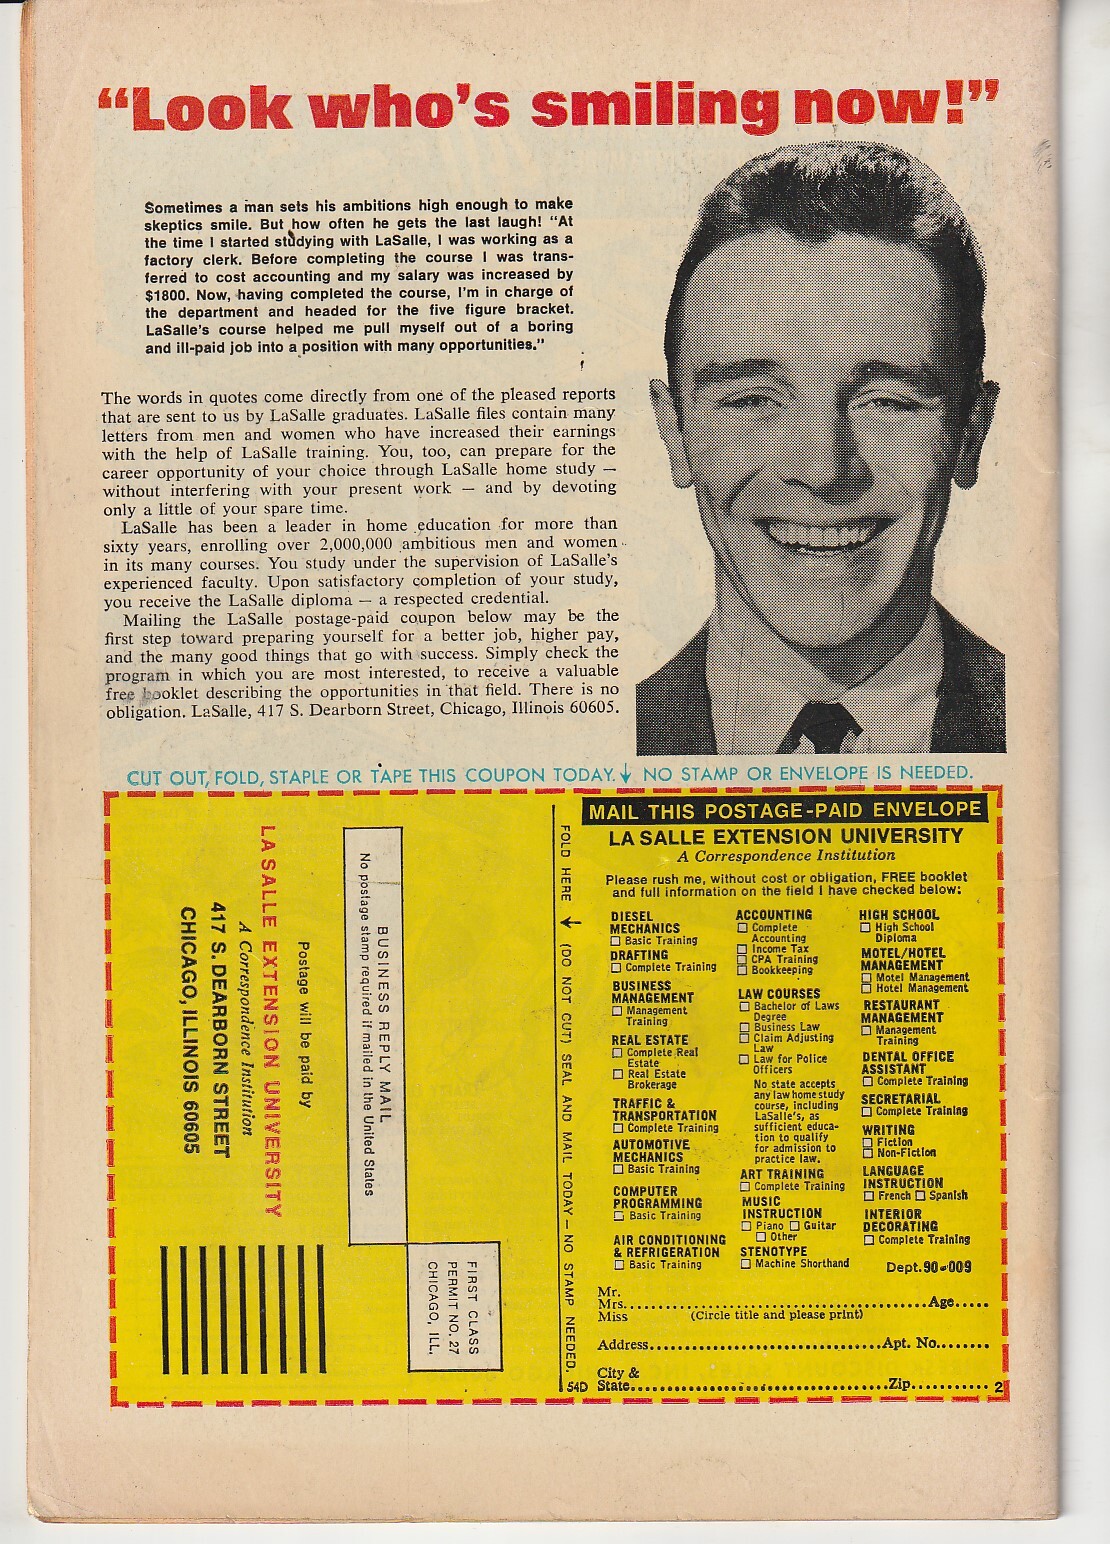 “Look who’s smiling now!”
Sometimes a man sets his ambitions high enough to make
skeptics smile. But how often he gets the last laugh! “At
the time I started studying with LaSalle, I was working as a
factory clerk. Before completing the course I was trans-
ferred to cost accounting and my salary was increased by
$1800. Now, having completed the course, I’m in charge of
the department and headed for the five figure bracket.
LaSalle’s course helped me pull myself out of a boring
and ill-paid job into a position with many opportunities.”
The words in quotes come directly from one of the pleased reports
that are sent to us by LaSalle graduates. LaSalle files contain many
letters from men and women who have increased their earnings
with the help of LaSalle training. You, too, can prepare for the
career opportunity of your choice through LaSalle home study —
without interfering with your present work — and by devoting
only a little of your spare time.
LaSalle has been a leader in home education for more than
sixty years, enrolling over 2,000,000 ambitious men and women
in its many courses. You study under the supervision of LaSalle’s
experienced faculty. Upon satisfactory completion of your study,
you receive the LaSalle diploma — a respected credential.
Mailing the LaSalle postage-paid coupon below may be the
first step toward preparing yourself for a better job, higher pay,
and the many good things that go with success. Simply check the
program in which you are most interested, to receive a valuable
free booklet describing the opportunities in that field. There is no
obligation. LaSalle, 417 S. Dearborn Street, Chicago, Illinois 60605.
CUT OUT, FOLD, STAPLE OR TAPE THIS COUPON TODAY. ↓ NO STAMP OR ENVELOPE IS NEEDED.
FIRST CLASS
PERMIT NO. 27
CHICAGO, ILL.
BUSINESS REPLY MAIL
No postage stamp required if mailed in the United States
Postage will be paid by
LA SALLE EXTENSION UNIVERSITY
A Correspondence Institution
417 S. DEARBORN STREET
CHICAGO, ILLINOIS 60605
FOLD HERE ↓ (DO NOT CUT) SEAL AND MAIL TODAY — NO STAMP NEEDED.
54D
MAIL THIS POSTAGE-PAID ENVELOPE
LA SALLE EXTENSION UNIVERSITY
A Correspondence Institution
Please rush me, without cost or obligation, FREE booklet
and full information on the field I have checked below:
DIESEL
MECHANICS
☐ Basic Training
DRAFTING
☐ Complete Training
BUSINESS
MANAGEMENT
☐ Management
Training
REAL ESTATE
☐ Complete Real
Estate
☐ Real Estate
Brokerage
TRAFFIC &
TRANSPORTATION
☐ Complete Training
AUTOMOTIVE
MECHANICS
☐ Basic Training
COMPUTER
PROGRAMMING
☐ Basic Training
AIR CONDITIONING
& REFRIGERATION
☐ Basic Training
ACCOUNTING
☐ Complete
Accounting
☐ Income Tax
☐ CPA Training
☐ Bookkeeping
LAW COURSES
☐ Bachelor of Laws
Degree
☐ Business Law
☐ Claim Adjusting
Law
☐ Law for Police
Officers
No state accepts
any law home study
course, including
LaSalle’s, as
sufficient educa-
tion to qualify
for admission to
practice law.
ART TRAINING
☐ Complete Training
MUSIC
INSTRUCTION
☐ Piano ☐ Guitar
☐ Other
STENOTYPE
☐ Machine Shorthand
HIGH SCHOOL
☐ High School
Diploma
MOTEL/HOTEL
MANAGEMENT
☐ Motel Management
☐ Hotel Management
RESTAURANT
MANAGEMENT
☐ Management
Training
DENTAL OFFICE
ASSISTANT
☐ Complete Training
SECRETARIAL
☐ Complete Training
WRITING
☐ Fiction
☐ Non-Fiction
LANGUAGE
INSTRUCTION
☐ French ☐ Spanish
INTERIOR
DECORATING
☐ Complete Training
Dept. 90-009
Mr.
Mrs. Age
Miss (Circle title and please print)
Address Apt. No.
City &
State Zip 2